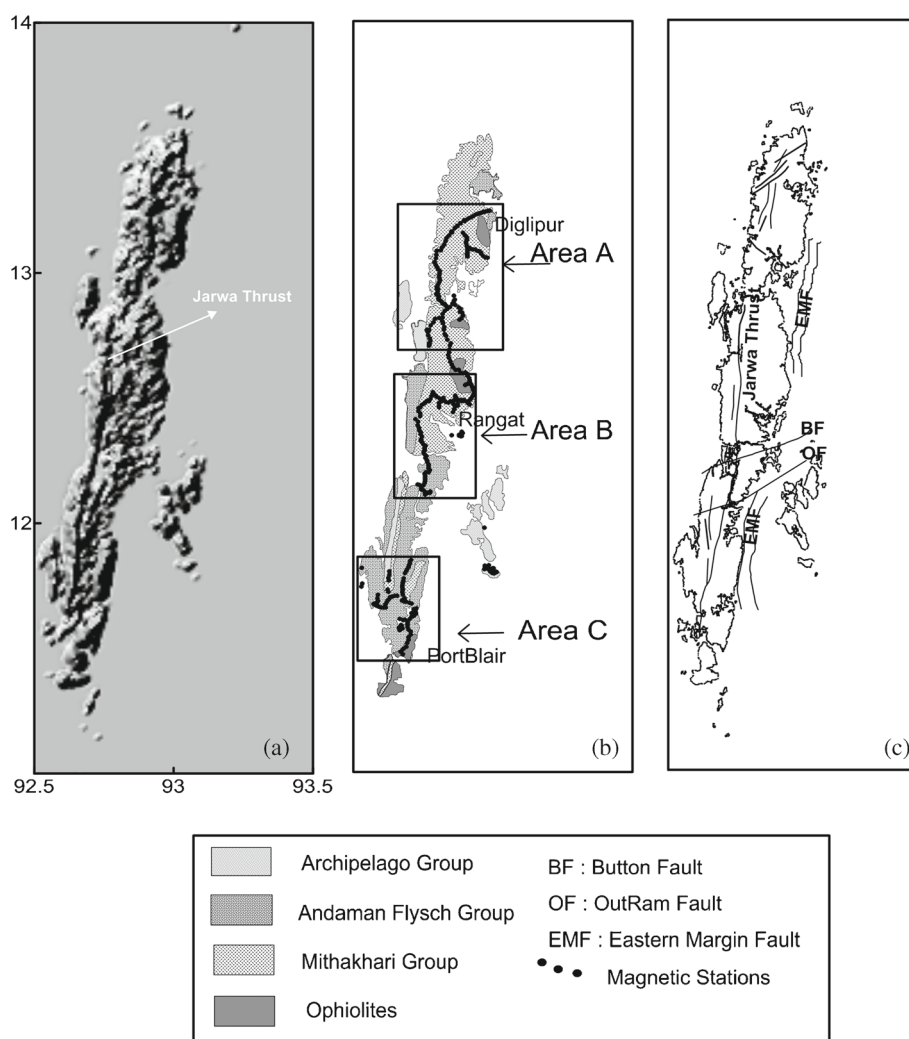 14
13
12
92.5
93
93.5
Jarwa Thrust
(a)
Diglipur
Area A
Rangat
Area B
Area C
PortBlair
(b)
EMF
Jarwa Thrust
BF
OF
EMF
(c)
Archipelago Group
Andaman Flysch Group
Mithakhari Group
Ophiolites
BF : Button Fault
OF : OutRam Fault
EMF : Eastern Margin Fault
Magnetic Stations